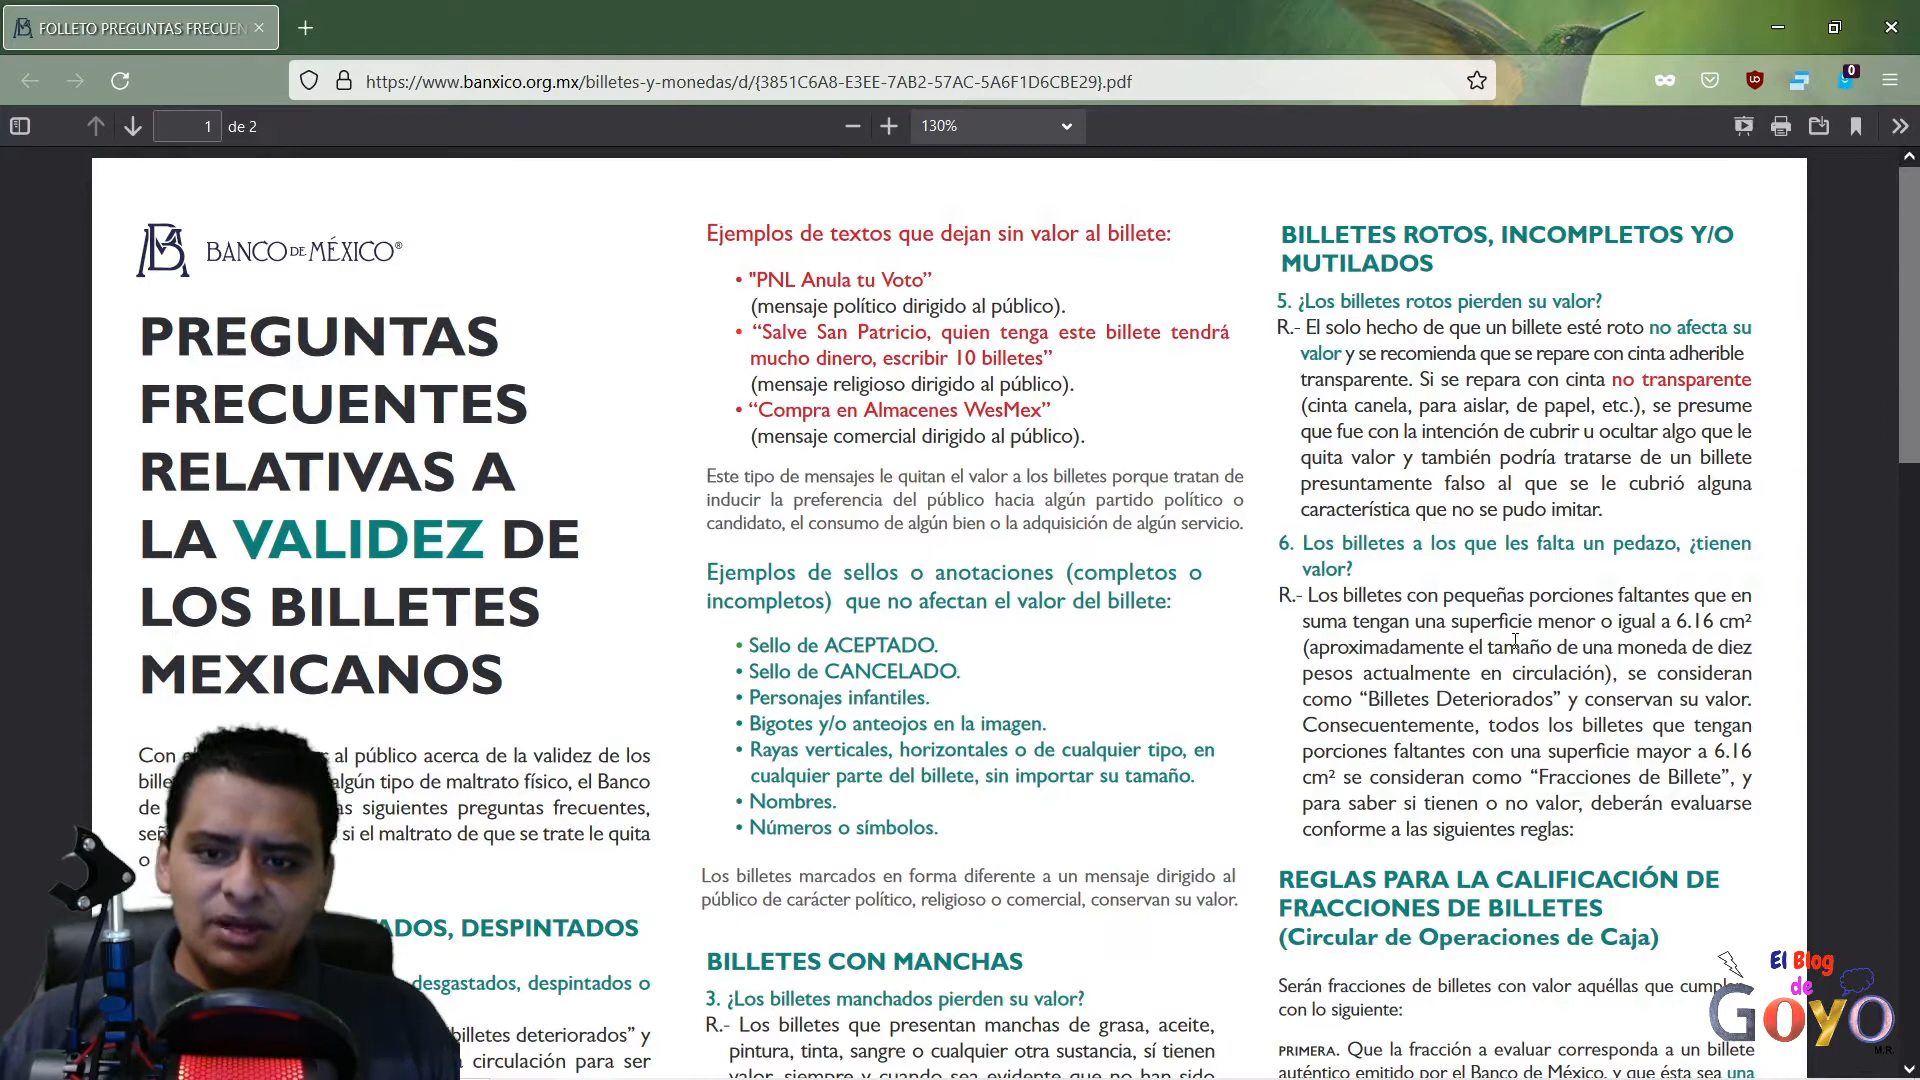 FOLLETO PREGUNTAS FRECUEN
https://www.banxico.org.mx/billetes-y-monedas/d/{3851C6A8-E3EE-7AB2-57AC-5A6F1D6CBE29}.pdf
0
1 de 2
130%
BANCO DE MÉXICO®
PREGUNTAS
FRECUENTES
RELATIVAS A
LA VALIDEZ DE
LOS BILLETES
MEXICANOS
Con el al público acerca de la validez de los
algún tipo de maltrato físico, el Banco
de as siguientes preguntas frecuentes,
si el maltrato de que se trate le quita
o
ADOS, DESPINTADOS
desgastados, despintados o
billetes deteriorados” y
circulación para ser
Ejemplos de textos que dejan sin valor al billete:
• "PNL Anula tu Voto”
(mensaje político dirigido al público).
• “Salve San Patricio, quien tenga este billete tendrá
mucho dinero, escribir 10 billetes”
(mensaje religioso dirigido al público).
• “Compra en Almacenes WesMex”
(mensaje comercial dirigido al público).
Este tipo de mensajes le quitan el valor a los billetes porque tratan de
inducir la preferencia del público hacia algún partido político o
candidato, el consumo de algún bien o la adquisición de algún servicio.
Ejemplos de sellos o anotaciones (completos o
incompletos) que no afectan el valor del billete:
• Sello de ACEPTADO.
• Sello de CANCELADO.
• Personajes infantiles.
• Bigotes y/o anteojos en la imagen.
• Rayas verticales, horizontales o de cualquier tipo, en
cualquier parte del billete, sin importar su tamaño.
• Nombres.
• Números o símbolos.
Los billetes marcados en forma diferente a un mensaje dirigido al
público de carácter político, religioso o comercial, conservan su valor.
BILLETES CON MANCHAS
3. ¿Los billetes manchados pierden su valor?
R.- Los billetes que presentan manchas de grasa, aceite,
pintura, tinta, sangre o cualquier otra sustancia, sí tienen
valor, siempre y cuando sea evidente que no han sido
BILLETES ROTOS, INCOMPLETOS Y/O
MUTILADOS
5. ¿Los billetes rotos pierden su valor?
R.- El solo hecho de que un billete esté roto no afecta su
valor y se recomienda que se repare con cinta adherible
transparente. Si se repara con cinta no transparente
(cinta canela, para aislar, de papel, etc.), se presume
que fue con la intención de cubrir u ocultar algo que le
quita valor y también podría tratarse de un billete
presuntamente falso al que se le cubrió alguna
característica que no se pudo imitar.
6. Los billetes a los que les falta un pedazo, ¿tienen
valor?
R.- Los billetes con pequeñas porciones faltantes que en
suma tengan una superficie menor o igual a 6.16 cm²
(aproximadamente el tamaño de una moneda de diez
pesos actualmente en circulación), se consideran
como “Billetes Deteriorados” y conservan su valor.
Consecuentemente, todos los billetes que tengan
porciones faltantes con una superficie mayor a 6.16
cm² se consideran como “Fracciones de Billete”, y
para saber si tienen o no valor, deberán evaluarse
conforme a las siguientes reglas:
REGLAS PARA LA CALIFICACIÓN DE
FRACCIONES DE BILLETES
(Circular de Operaciones de Caja)
Serán fracciones de billetes con valor aquéllas que cumplan
con lo siguiente:
PRIMERA. Que la fracción a evaluar corresponda a un billete
auténtico emitido por el Banco de México, y que ésta sea una
El Blog
de
GOYO
M.R.